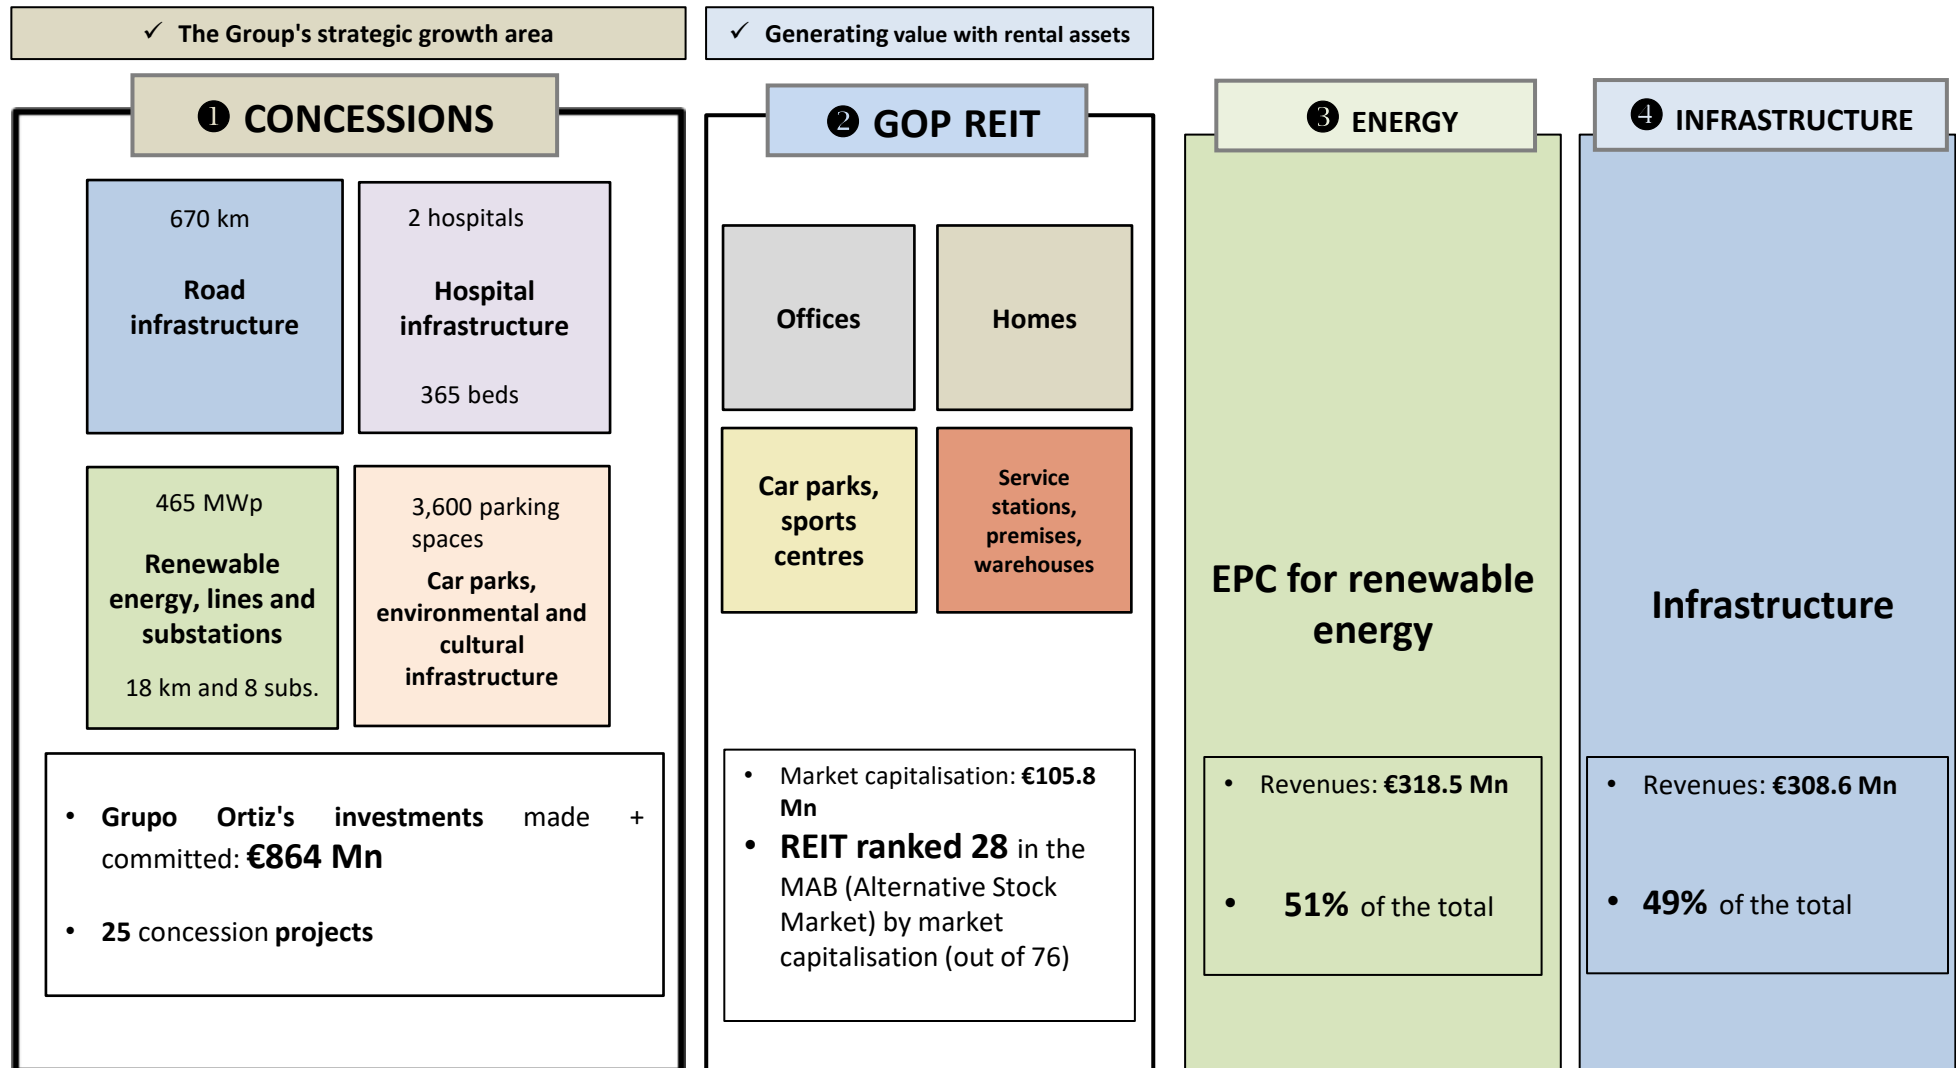 ✓ The Group's strategic growth area
✓ Generating value with rental assets
❶ CONCESSIONS
670 km
Road
infrastructure
2 hospitals
Hospital
infrastructure
365 beds
465 MWp
Renewable
energy, lines and
substations
18 km and 8 subs.
3,600 parking
spaces
Car parks,
environmental and
cultural
infrastructure
• Grupo Ortiz's investments made +
committed: €864 Mn
• 25 concession projects
❷ GOP REIT
Offices
Homes
Car parks,
sports
centres
Service
stations,
premises,
warehouses
• Market capitalisation: €105.8
Mn
• REIT ranked 28 in the
MAB (Alternative Stock
Market) by market
capitalisation (out of 76)
❸ ENERGY
EPC for renewable
energy
• Revenues: €318.5 Mn
• 51% of the total
❹ INFRASTRUCTURE
Infrastructure
• Revenues: €308.6 Mn
• 49% of the total